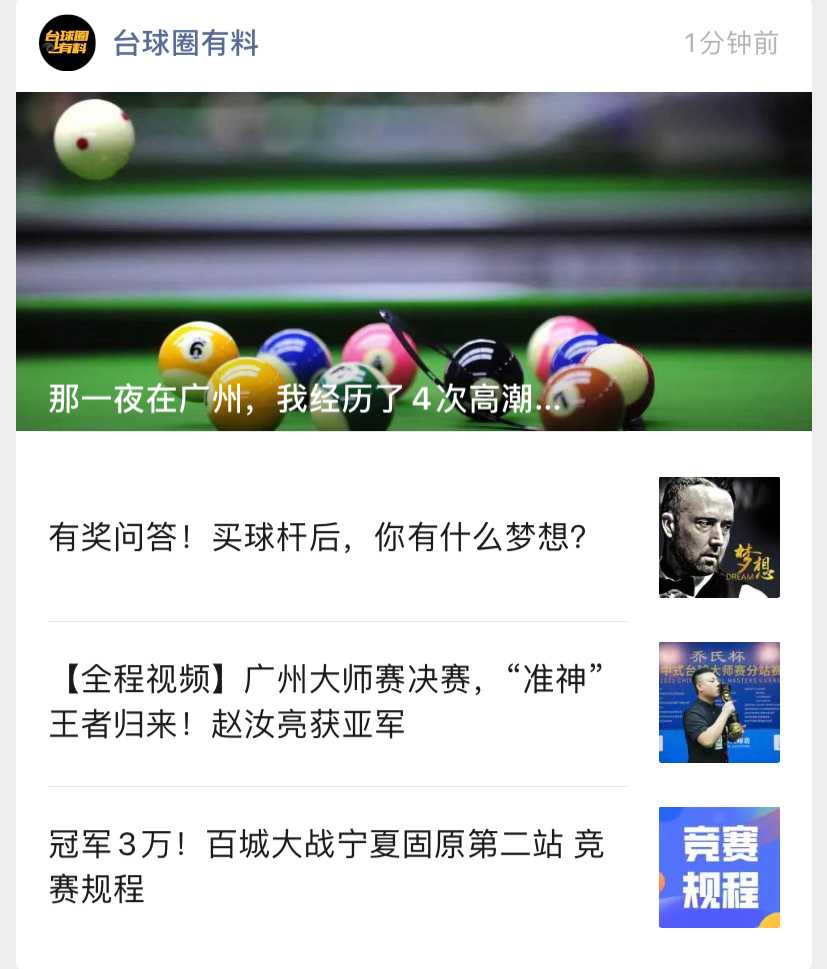 台球圈有料
台球圈有料
1分钟前
6
那一夜在广州，我经历了4次高潮...
有奖问答！买球杆后，你有什么梦想？
梦想
DREAM
【全程视频】广州大师赛决赛，“准神”
王者归来！赵汝亮获亚军
乔氏杯
中式台球大师赛分站赛
冠军3万！百城大战宁夏固原第二站 竞
赛规程
竞赛
规程